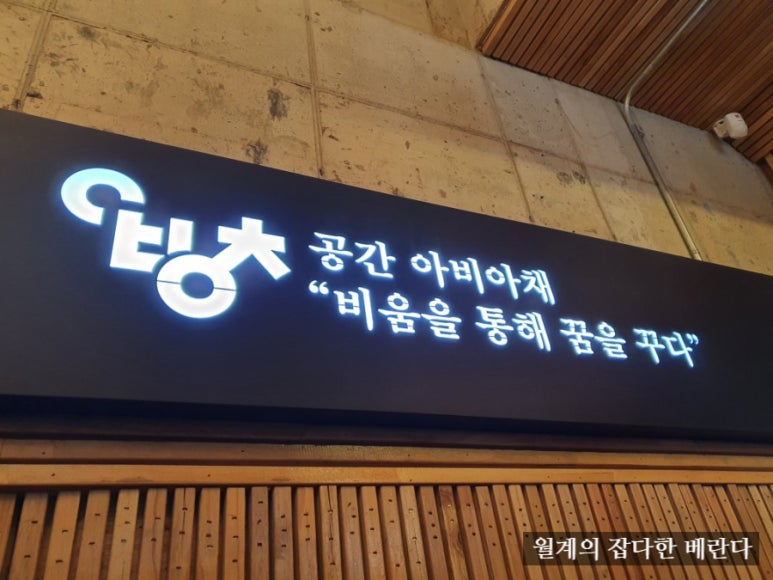 공간 아비아채
“비움을 통해 꿈을 꾸다”
월계의 잡다한 베란다